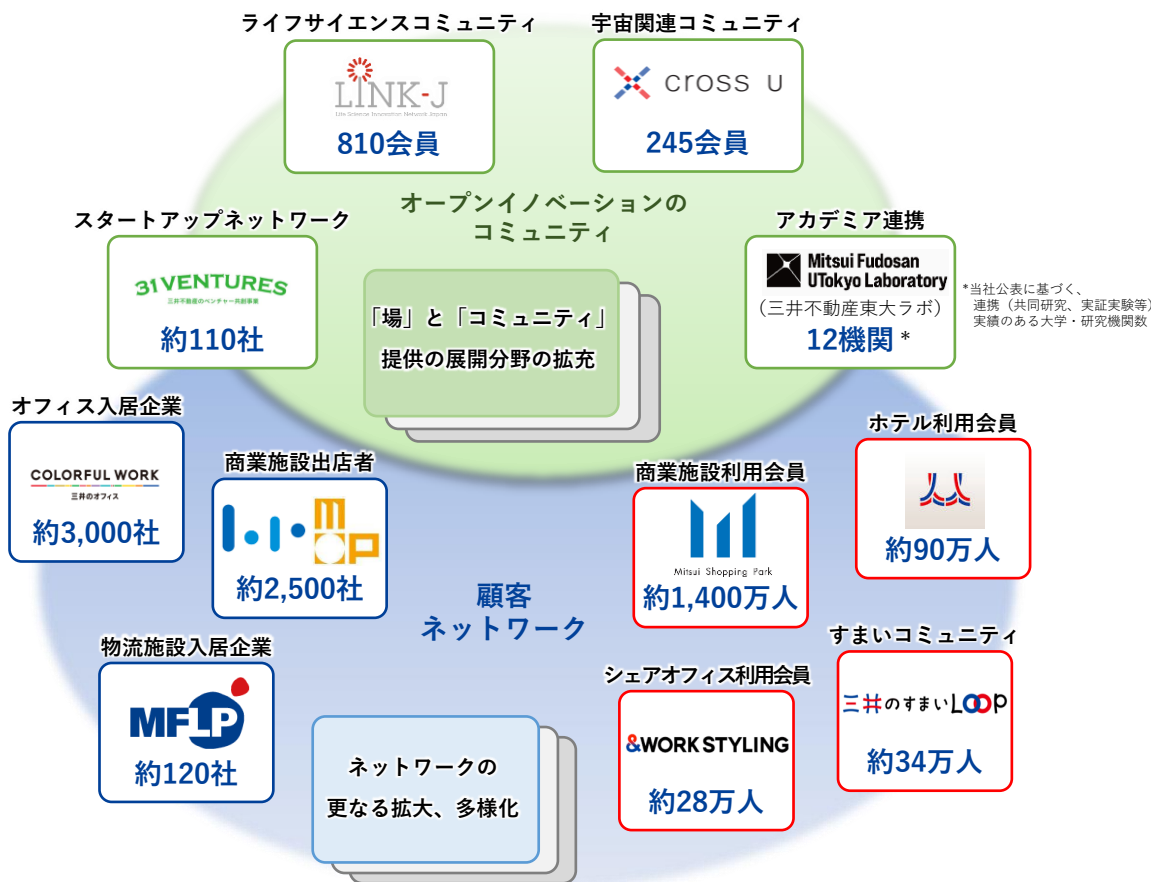 ライフサイエンスコミュニティ
LINK-J
Life Science Innovation Network Japan
810会員
宇宙関連コミュニティ
cross U
245会員
オープンイノベーションの
コミュニティ
スタートアップネットワーク
31VENTURES
三井不動産のベンチャー共創事業
約110社
「場」と「コミュニティ」
提供の展開分野の拡充
アカデミア連携
Mitsui Fudosan
UTokyo Laboratory
(三井不動産東大ラボ)
12機関*
*当社公表に基づく、
連携（共同研究、実証実験等）
実績のある大学・研究機関数
オフィス入居企業
COLORFUL WORK
三井のオフィス
約3,000社
商業施設出店者
mop
約2,500社
商業施設利用会員
Mitsui Shopping Park
約1,400万人
ホテル利用会員
約90万人
顧客
ネットワーク
物流施設入居企業
MFLP
約120社
シェアオフィス利用会員
&WORK STYLING
約28万人
すまいコミュニティ
三井のすまいLOOP
約34万人
ネットワークの
更なる拡大、多様化